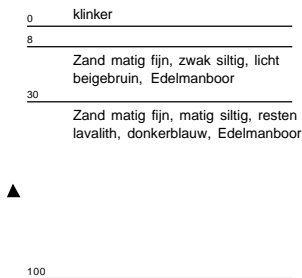 0 klinker
8
Zand matig fijn, zwak siltig, licht
beigebruin, Edelmanboor
30
Zand matig fijn, matig siltig, resten
lavalith, donkerblauw, Edelmanboor
100